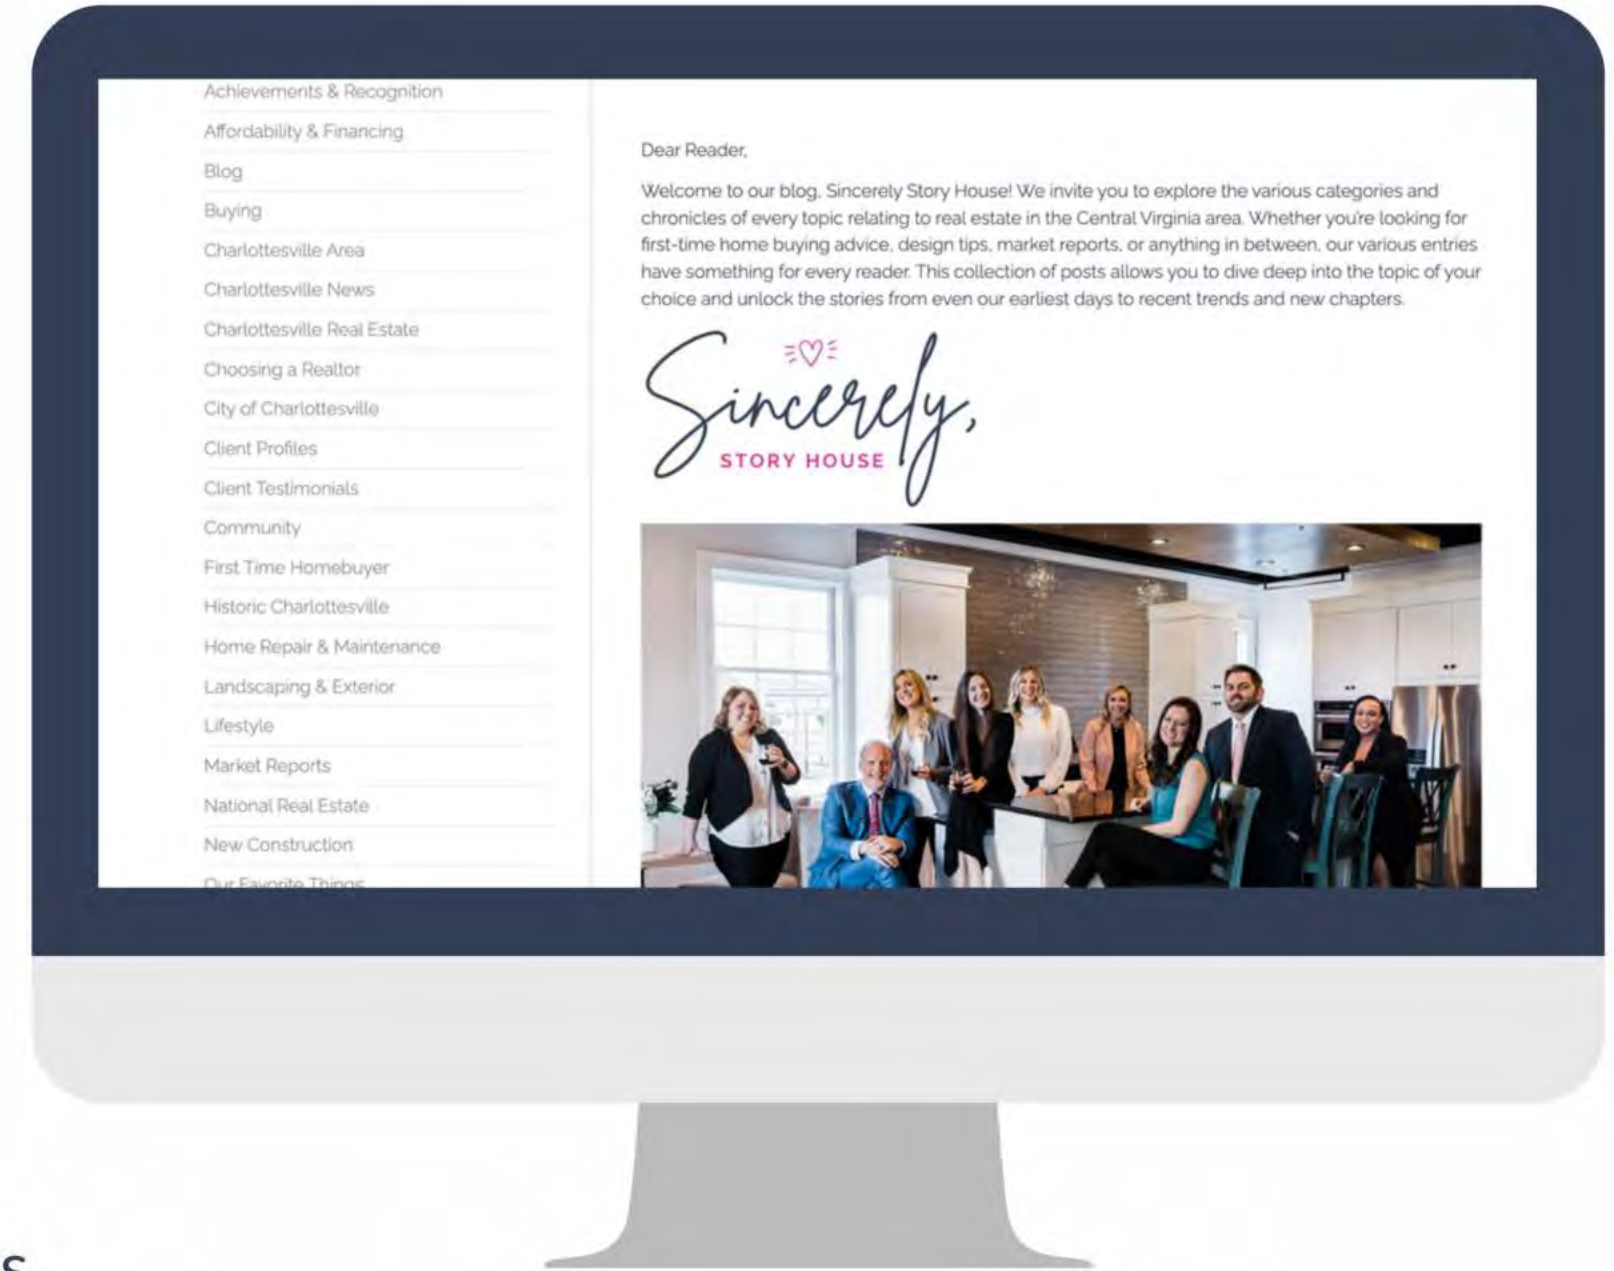 Achievements & Recognition
Affordability & Financing
Blog
Buying
Charlottesville Area
Charlottesville News
Charlottesville Real Estate
Choosing a Realtor
City of Charlottesville
Client Profiles
Client Testimonials
Community
First Time Homebuyer
Historic Charlottesville
Home Repair & Maintenance
Landscaping & Exterior
Lifestyle
Market Reports
National Real Estate
New Construction
Our Favorite Things
Dear Reader,
Welcome to our blog, Sincerely Story House! We invite you to explore the various categories and
chronicles of every topic relating to real estate in the Central Virginia area. Whether you're looking for
first-time home buying advice, design tips, market reports, or anything in between, our various entries
have something for every reader. This collection of posts allows you to dive deep into the topic of your
choice and unlock the stories from even our earliest days to recent trends and new chapters.
Sincerely,
STORY HOUSE